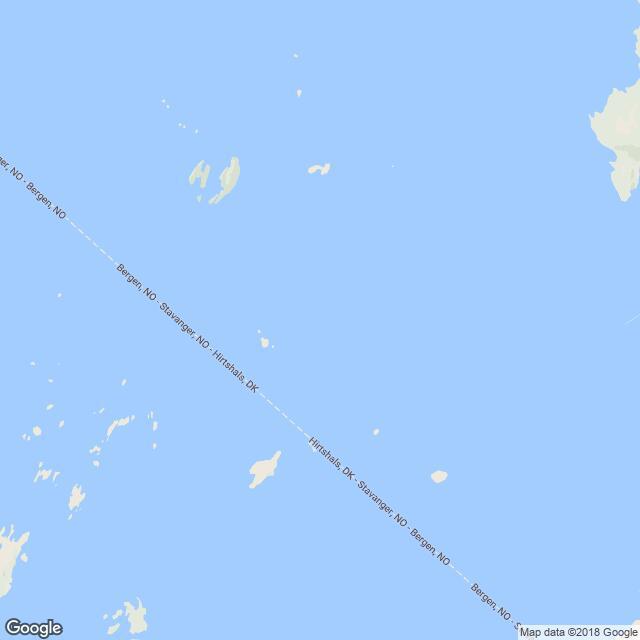 ger, NO - Bergen, NO
Bergen, NO - Stavanger, NO - Hirtshals, DK
Hirtshals, DK - Stavanger, NO - Bergen, NO
Bergen, NO - S
Google
Map data ©2018 Google